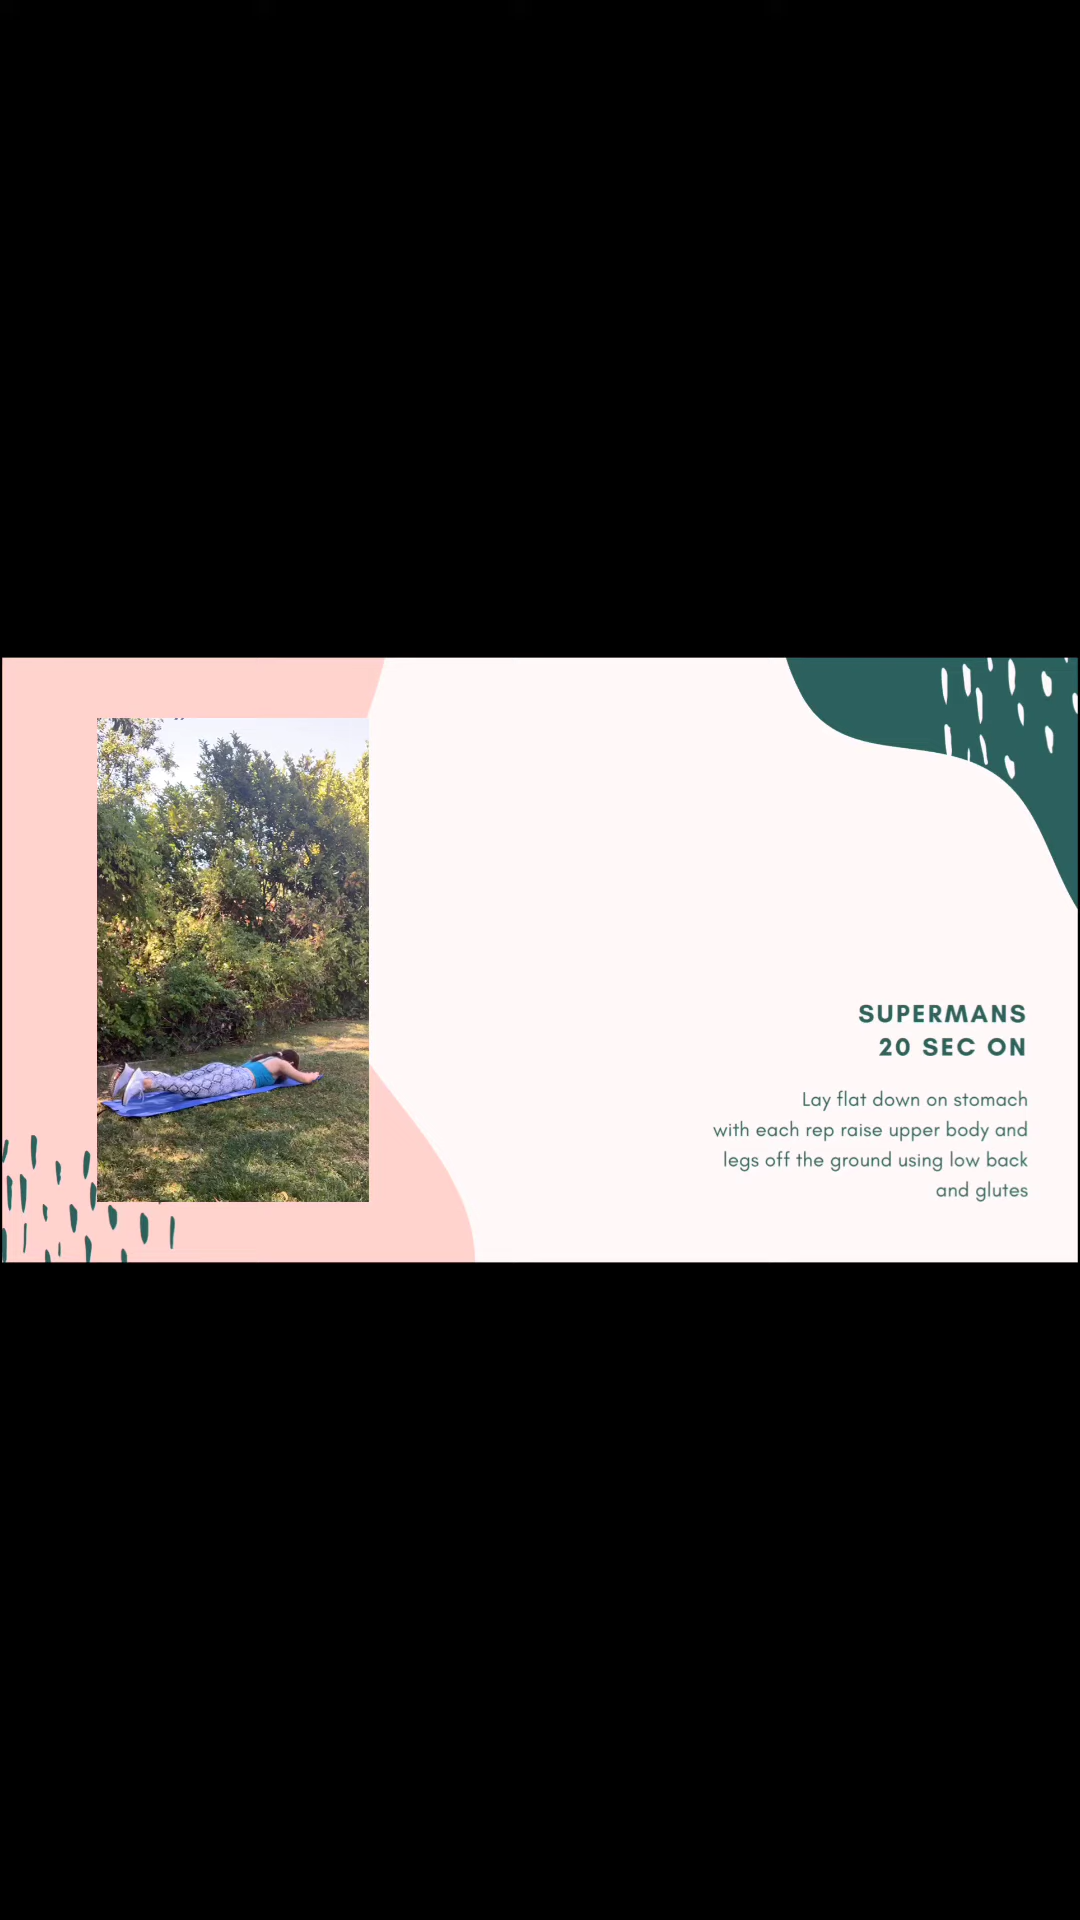 SUPERMANS
20 SEC ON
Lay flat down on stomach
with each rep raise upper body and
legs off the ground using low back
and glutes